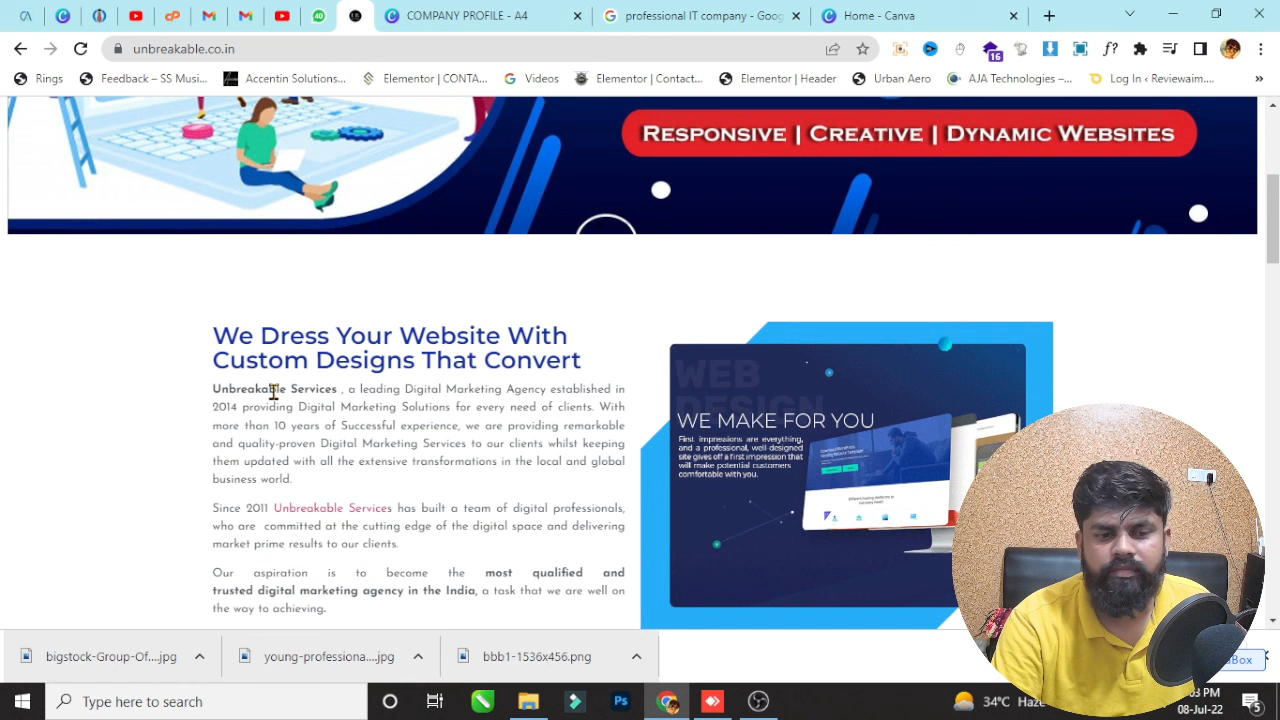 COMPANY PROFILE - A4
professional IT company - Goog
Home - Canva
40
unbreakable.co.in
16
f?
Rings
Feedback – SS Musi...
Accentin Solutions...
Elementor | CONTA...
Videos
Elementor | Contact...
Elementor | Header
Urban Aero
AJA Technologies –...
Log In ‹ Reviewaim....
»
RESPONSIVE | CREATIVE | DYNAMIC WEBSITES
We Dress Your Website With
Custom Designs That Convert
Unbreakable Services , a leading Digital Marketing Agency established in
2014 providing Digital Marketing Solutions for every need of clients. With
more than 10 years of Successful experience, we are providing remarkable
and quality-proven Digital Marketing Services to our clients whilst keeping
them updated with all the extensive transformations in the local and global
business world.
Since 2011 Unbreakable Services has built a team of digital professionals,
who are committed at the cutting edge of the digital space and delivering
market prime results to our clients.
Our aspiration is to become the most qualified and
trusted digital marketing agency in the India, a task that we are well on
the way to achieving.
WEB
DESIGN
WE MAKE FOR YOU
First impressions are everything,
and a professional, well-designed
site gives off a first impression that
will make potential customers
comfortable with you.
bigstock-Group-Of-....jpg
young-professiona....jpg
bbb1-1536x456.png
Type here to search
Ps
34°C Haze
03 PM
08-Jul-22
5